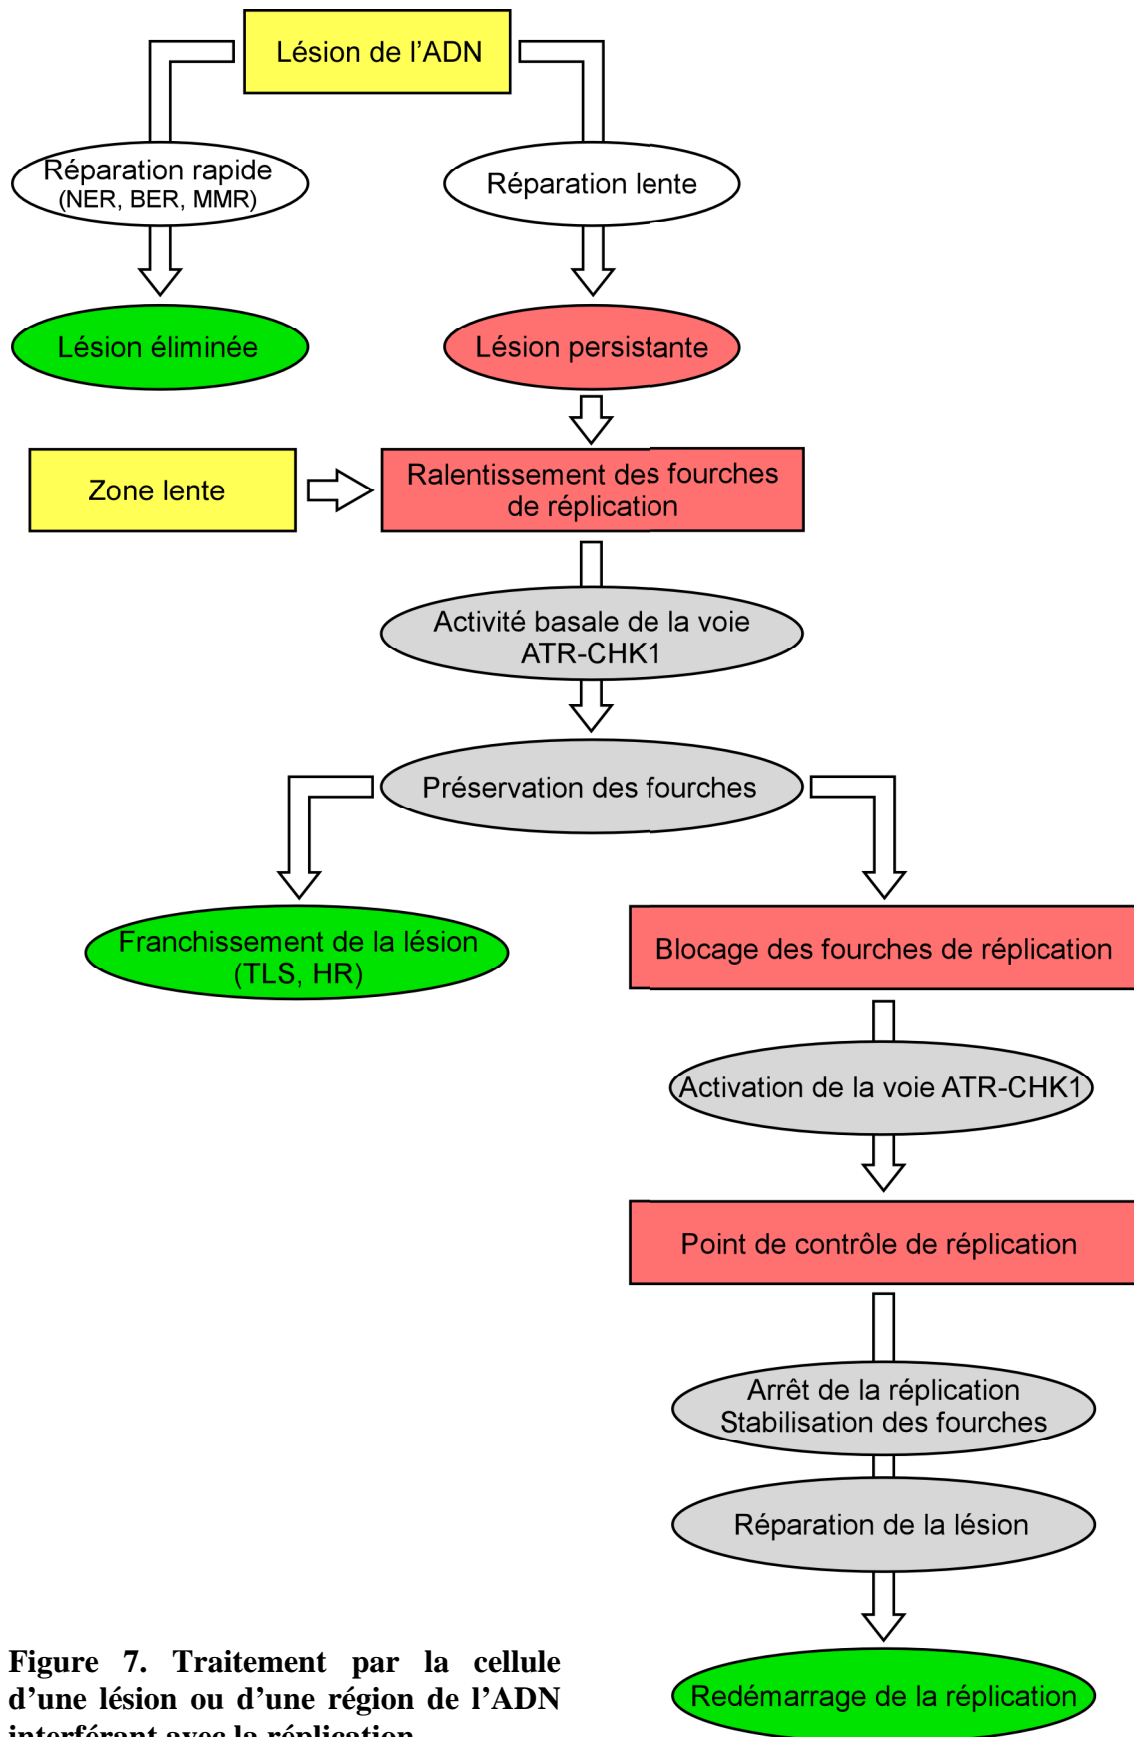 Lésion de l'ADN
Réparation rapide
(NER, BER, MMR)
Réparation lente
Lésion éliminée
Lésion persistante
Zone lente
Ralentissement des fourches
de réplication
Activité basale de la voie
ATR-CHK1
Préservation des fourches
Franchissement de la lésion
(TLS, HR)
Blocage des fourches de réplication
Activation de la voie ATR-CHK1
Point de contrôle de réplication
Arrêt de la réplication
Stabilisation des fourches
Réparation de la lésion
Redémarrage de la réplication
Figure 7. Traitement par la cellule
d'une lésion ou d'une région de l'ADN
interférant avec la réplication